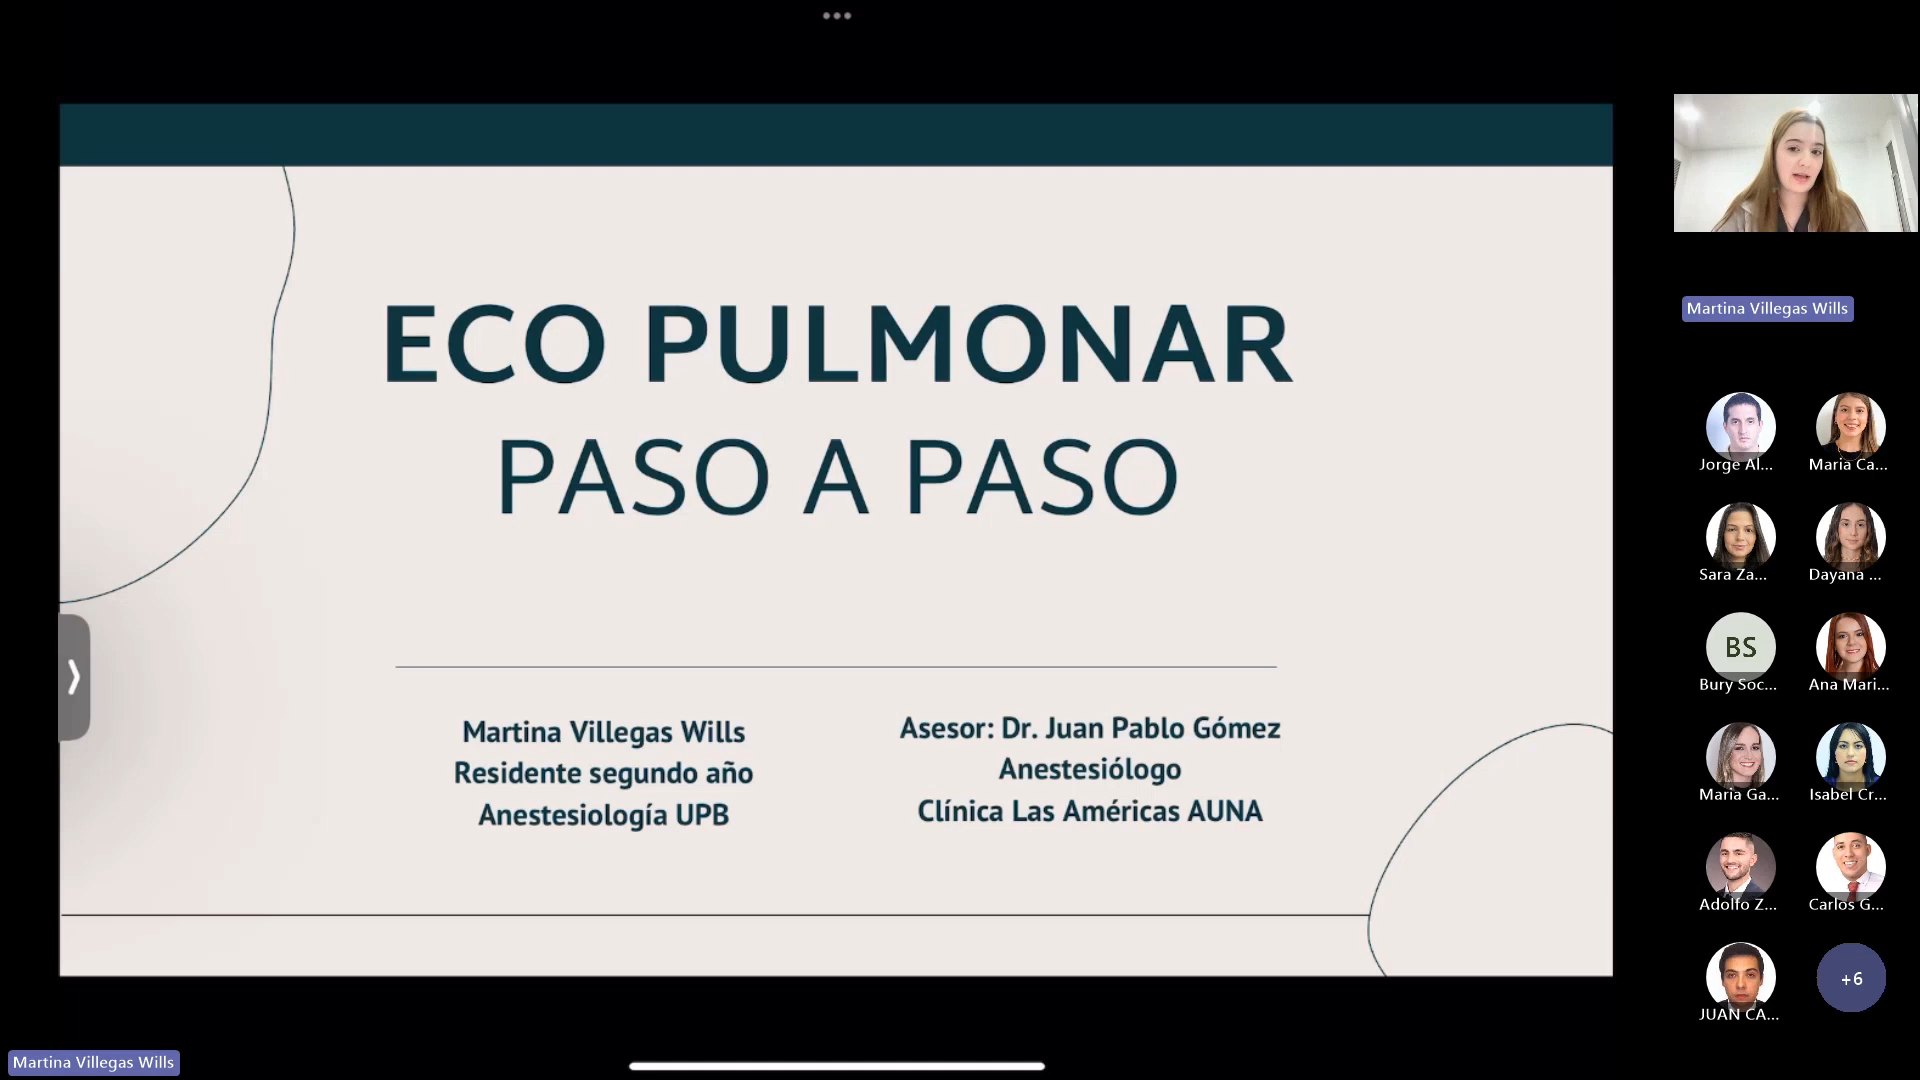 ECO PULMONAR
PASO A PASO
Martina Villegas Wills
Residente segundo año
Anestesiología UPB
Asesor: Dr. Juan Pablo Gómez
Anestesiólogo
Clínica Las Américas AUNA
Martina Villegas Wills
Jorge Al...
Maria Ca...
Sara Za...
Dayana ...
BS
Bury Soc...
Ana Mari...
Maria Ga...
Isabel Cr...
Adolfo Z...
Carlos G...
JUAN CA...
+6
Martina Villegas Wills